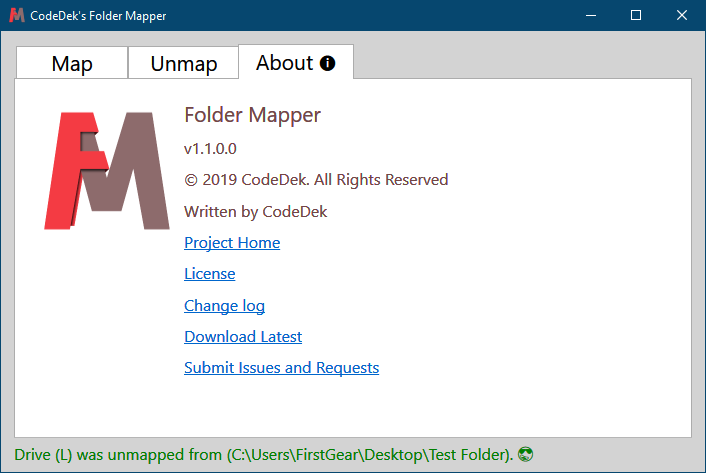 CodeDek's Folder Mapper
Map Unmap About
FM
Folder Mapper
v1.1.0.0
© 2019 CodeDek. All Rights Reserved
Written by CodeDek
Project Home
License
Change log
Download Latest
Submit Issues and Requests
Drive (L) was unmapped from (C:\Users\FirstGear\Desktop\Test Folder). 😎